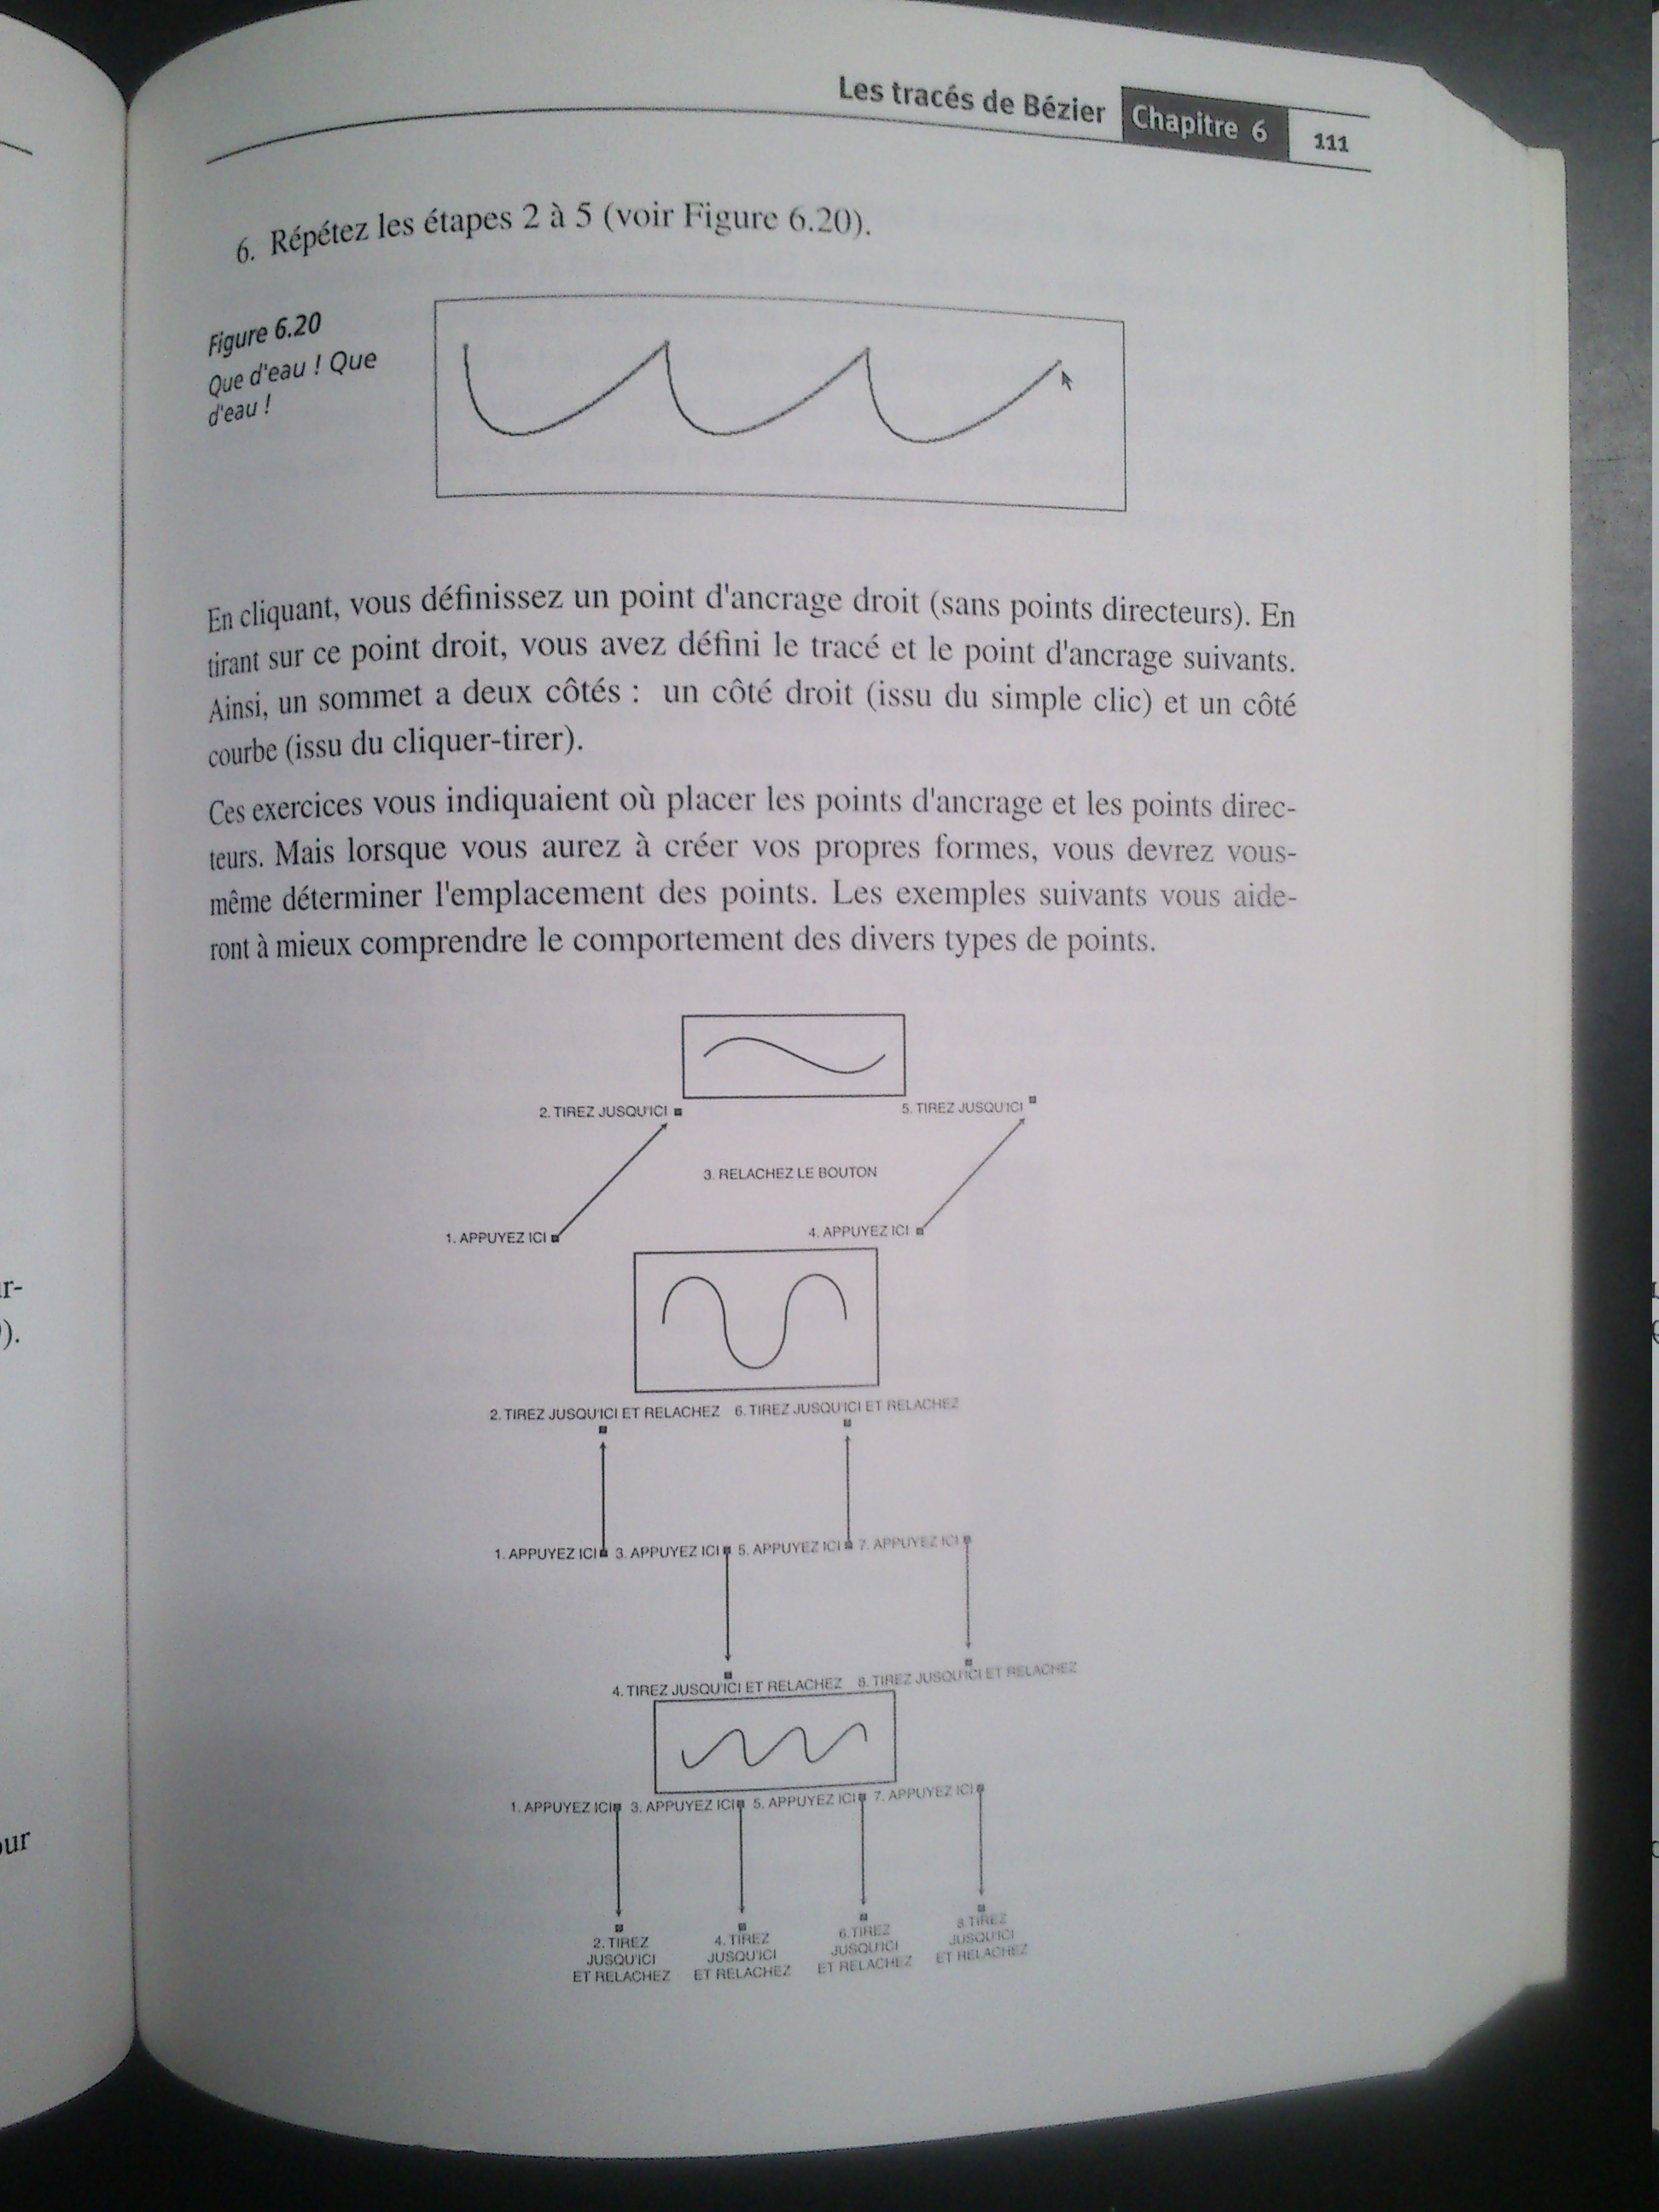 Les tracés de Bézier Chapitre 6 111
6. Répétez les étapes 2 à 5 (voir Figure 6.20).
Figure 6.20
Que d'eau ! Que
d'eau !
En cliquant, vous définissez un point d'ancrage droit (sans points directeurs). En
tirant sur ce point droit, vous avez défini le tracé et le point d'ancrage suivants.
Ainsi, un sommet a deux côtés : un côté droit (issu du simple clic) et un côté
courbe (issu du cliquer-tirer).
Ces exercices vous indiquaient où placer les points d'ancrage et les points direc-
teurs. Mais lorsque vous aurez à créer vos propres formes, vous devrez vous-
même déterminer l'emplacement des points. Les exemples suivants vous aide-
ront à mieux comprendre le comportement des divers types de points.
2. TIREZ JUSQU'ICI 5. TIREZ JUSQU'ICI
3. RELACHEZ LE BOUTON
1. APPUYEZ ICI 4. APPUYEZ ICI
2. TIREZ JUSQU'ICI ET RELACHEZ 6. TIREZ JUSQU'ICI ET RELACHEZ
1. APPUYEZ ICI 3. APPUYEZ ICI 5. APPUYEZ ICI 7. APPUYEZ ICI
4. TIREZ JUSQU'ICI ET RELACHEZ 8. TIREZ JUSQU'ICI ET RELACHEZ
1. APPUYEZ ICI 3. APPUYEZ ICI 5. APPUYEZ ICI 7. APPUYEZ ICI
2. TIREZ 4. TIREZ 6.TIREZ 8 TIREZ
JUSQU'ICI JUSQU'ICI JUSQU'ICI JUSQU'ICI
ET RELACHEZ ET RELACHEZ ET RELACHEZ ET RELACHEZ